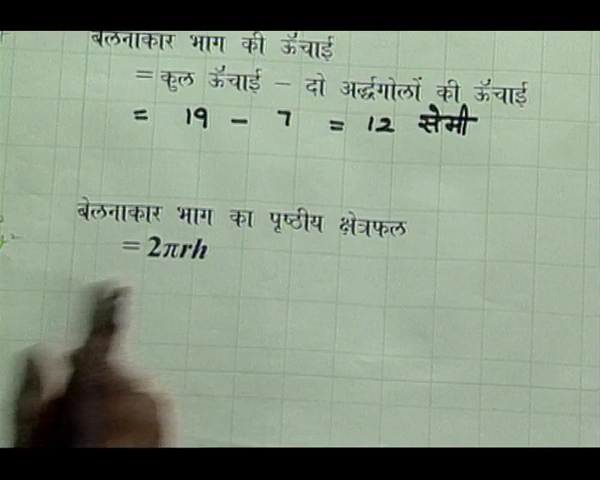 बेलनाकार भाग की ऊँचाई
= कुल ऊँचाई – दो अर्द्धगोलों की ऊँचाई
= 19 – 7 = 12 सेमी
बेलनाकार भाग का पृष्ठीय क्षेत्रफल
= 2πrh